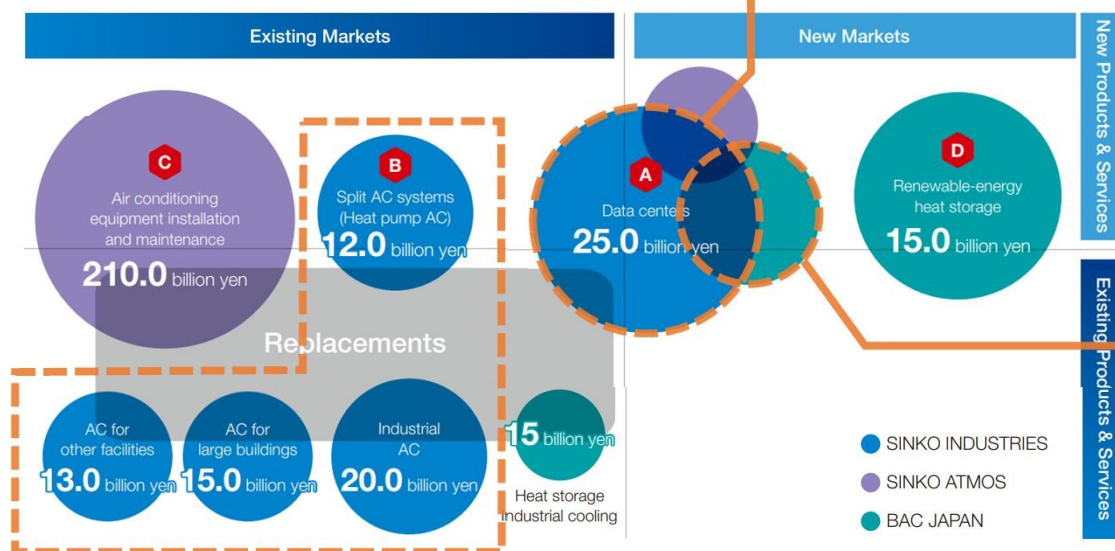 Existing Markets
New Markets
New Products & Services
C
Air conditioning
equipment installation
and maintenance
210.0 billion yen
B
Split AC systems
(Heat pump AC)
12.0 billion yen
A
Data centers
25.0 billion yen
D
Renewable-energy
heat storage
15.0 billion yen
Replacements
Existing Products & Services
AC for
other facilities
13.0 billion yen
AC for
large buildings
15.0 billion yen
Industrial
AC
20.0 billion yen
15 billion yen
Heat storage
Industrial cooling
SINKO INDUSTRIES
SINKO ATMOS
BAC JAPAN